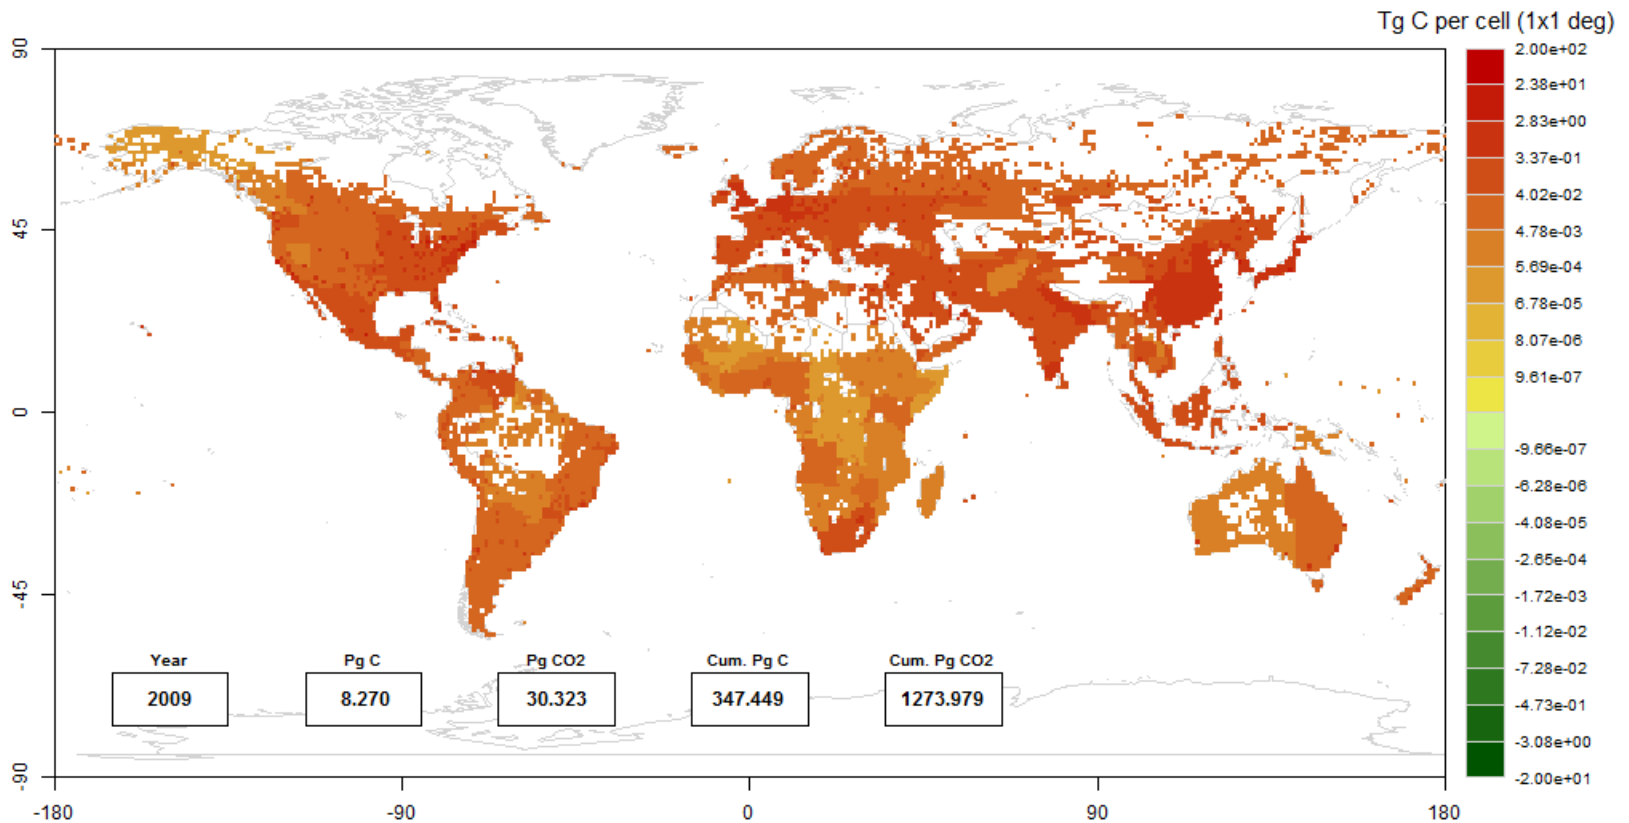 Tg C per cell (1x1 deg)
90
45
0
-45
-90
-180
-90
0
90
180
2.00e+02
2.38e+01
2.83e+00
3.37e-01
4.02e-02
4.78e-03
5.69e-04
6.78e-05
8.07e-06
9.61e-07
-9.66e-07
-6.28e-06
-4.08e-05
-2.65e-04
-1.72e-03
-1.12e-02
-7.28e-02
-4.73e-01
-3.08e+00
-2.00e+01
Year
Pg C
Pg CO2
Cum. Pg C
Cum. Pg CO2
2009
8.270
30.323
347.449
1273.979